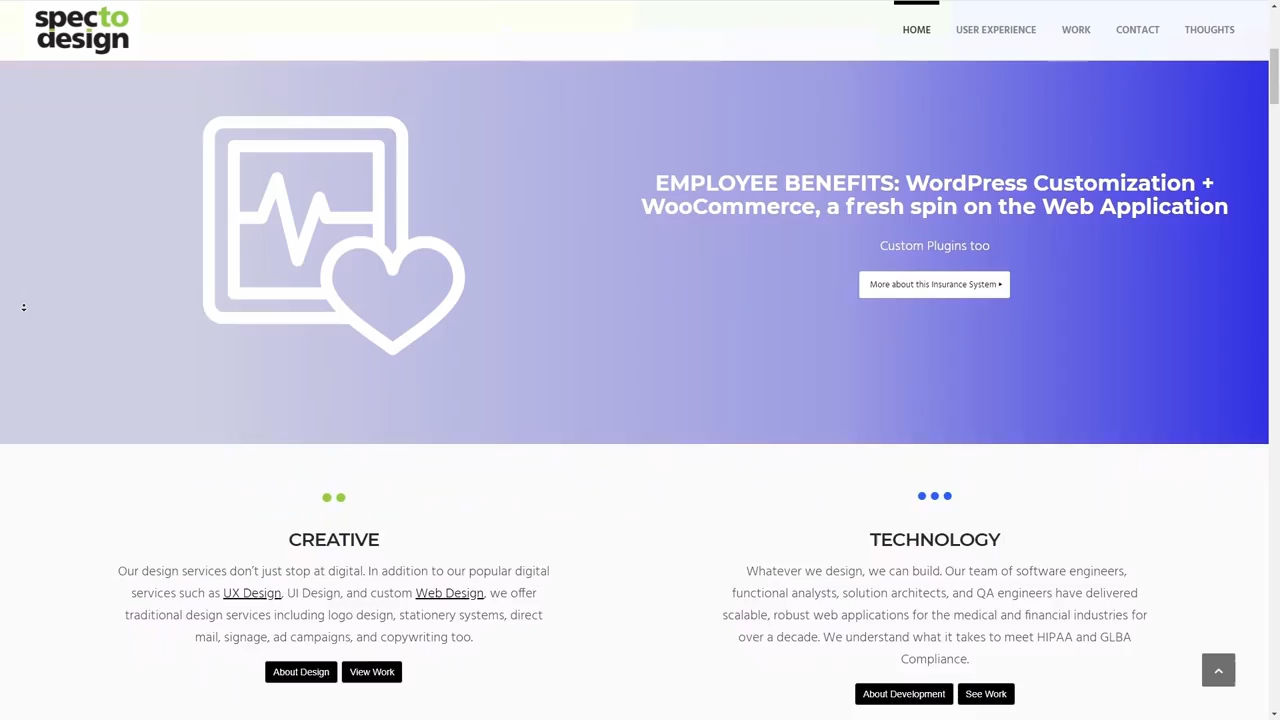 specto
design
HOME USER EXPERIENCE WORK CONTACT THOUGHTS
EMPLOYEE BENEFITS: WordPress Customization +
WooCommerce, a fresh spin on the Web Application
Custom Plugins too
More about this Insurance System
CREATIVE
Our design services don’t just stop at digital. In addition to our popular digital
services such as UX Design, UI Design, and custom Web Design, we offer
traditional design services including logo design, stationery systems, direct
mail, signage, ad campaigns, and copywriting too.
About Design View Work
TECHNOLOGY
Whatever we design, we can build. Our team of software engineers,
functional analysts, solution architects, and QA engineers have delivered
scalable, robust web applications for the medical and financial industries for
over a decade. We understand what it takes to meet HIPAA and GLBA
Compliance.
About Development See Work